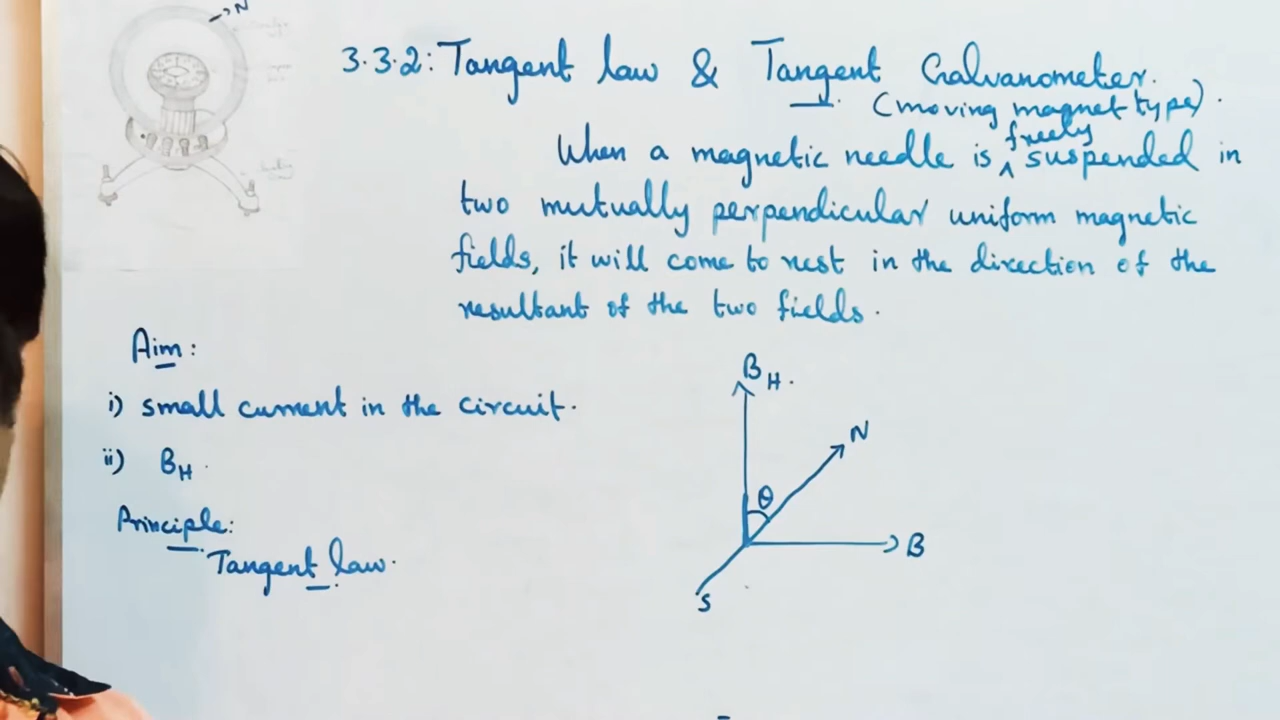 N
3.3.2: Tangent law & Tangent Galvanometer.
(moving magnet type).
When a magnetic needle is freely suspended in
two mutually perpendicular uniform magnetic
fields, it will come to rest in the direction of the
resultant of the two fields.
Aim:
i) small current in the circuit.
ii) BH.
Principle:
Tangent law.
BH.
N
θ
B
S